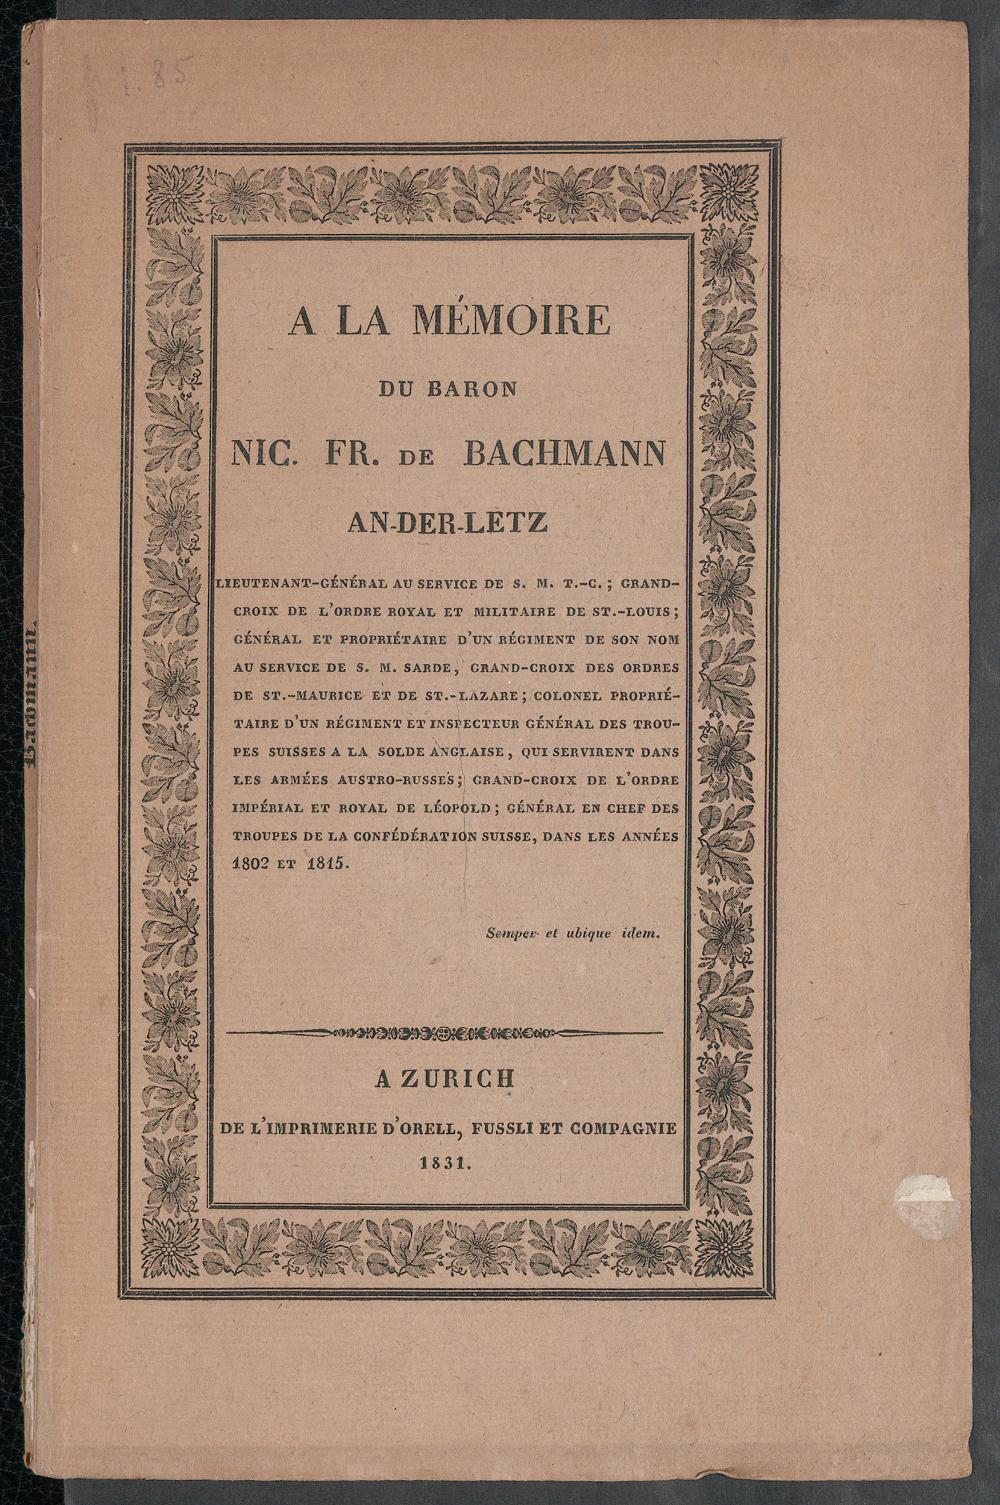 1.85
A LA MÉMOIRE
DU BARON
NIC. FR. DE BACHMANN
AN-DER-LETZ
LIEUTENANT-GÉNÉRAL AU SERVICE DE S. M. T.-C.; GRAND-
CROIX DE L'ORDRE ROYAL ET MILITAIRE DE ST.-LOUIS;
GÉNÉRAL ET PROPRIÉTAIRE D'UN RÉGIMENT DE SON NOM
AU SERVICE DE S. M. SARDE, GRAND-CROIX DES ORDRES
DE ST.-MAURICE ET DE ST.-LAZARE; COLONEL PROPRIÉ-
TAIRE D'UN RÉGIMENT ET INSPECTEUR GÉNÉRAL DES TROU-
PES SUISSES A LA SOLDE ANGLAISE, QUI SERVIRENT DANS
LES ARMÉES AUSTRO-RUSSES; GRAND-CROIX DE L'ORDRE
IMPÉRIAL ET ROYAL DE LÉOPOLD; GÉNÉRAL EN CHEF DES
TROUPES DE LA CONFÉDÉRATION SUISSE, DANS LES ANNÉES
1802 ET 1815.
Semper et ubique idem.
A ZURICH
DE L'IMPRIMERIE D'ORELL, FUSSLI ET COMPAGNIE
1831.
Bachmann.